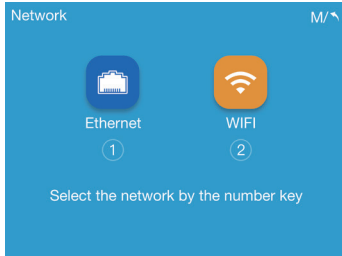 Network M/
Ethernet WIFI
1 2
Select the network by the number key